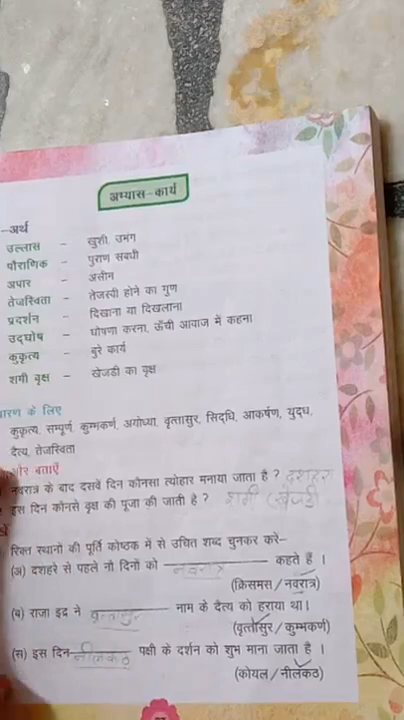 अभ्यास-कार्य
-अर्थ
उल्लास - खुशी, उमंग
पौराणिक - पुराण संबंधी
अपार - असीम
तेजस्विता - तेजस्वी होने का गुण
प्रदर्शन - दिखाना या दिखलाना
उद्घोष - घोषणा करना, ऊँची आवाज में कहना
कुकृत्य - बुरे कार्य
शमी वृक्ष - खेजडी का वृक्ष
के लिए
कुकृत्य, सम्पूर्ण, कुम्भकर्ण, अयोध्या, वृत्तासुर, सिद्धि, आकर्षण, युद्ध,
दैत्य, तेजस्विता
और बताएँ
नवरात्र के बाद दसवें दिन कौनसा त्योहार मनाया जाता है ? दशहरा
इस दिन कौनसे वृक्ष की पूजा की जाती है ? शमी (खेजड़ी
रिक्त स्थानों की पूर्ति कोष्ठक में से उचित शब्द चुनकर करें-
(अ) दशहरे से पहले नौ दिनों को नवरात्र कहते हैं ।
(क्रिसमस / नवरात्र)
(ब) राजा इंद्र ने वृत्तासुर नाम के दैत्य को हराया था।
(वृत्तासुर / कुम्भकर्ण)
(स) इस दिन नीलकंठ पक्षी के दर्शन को शुभ माना जाता है ।
(कोयल / नीलकंठ)